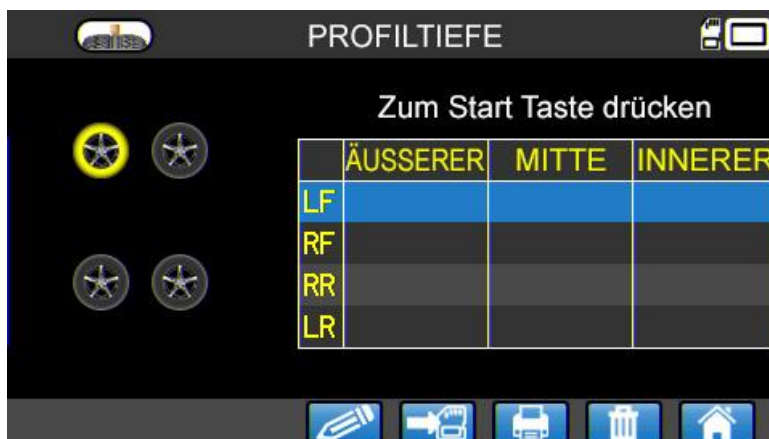 PROFILTIEFE
Zum Start Taste drücken
ÄUSSERER MITTE INNERER
LF
RF
RR
LR